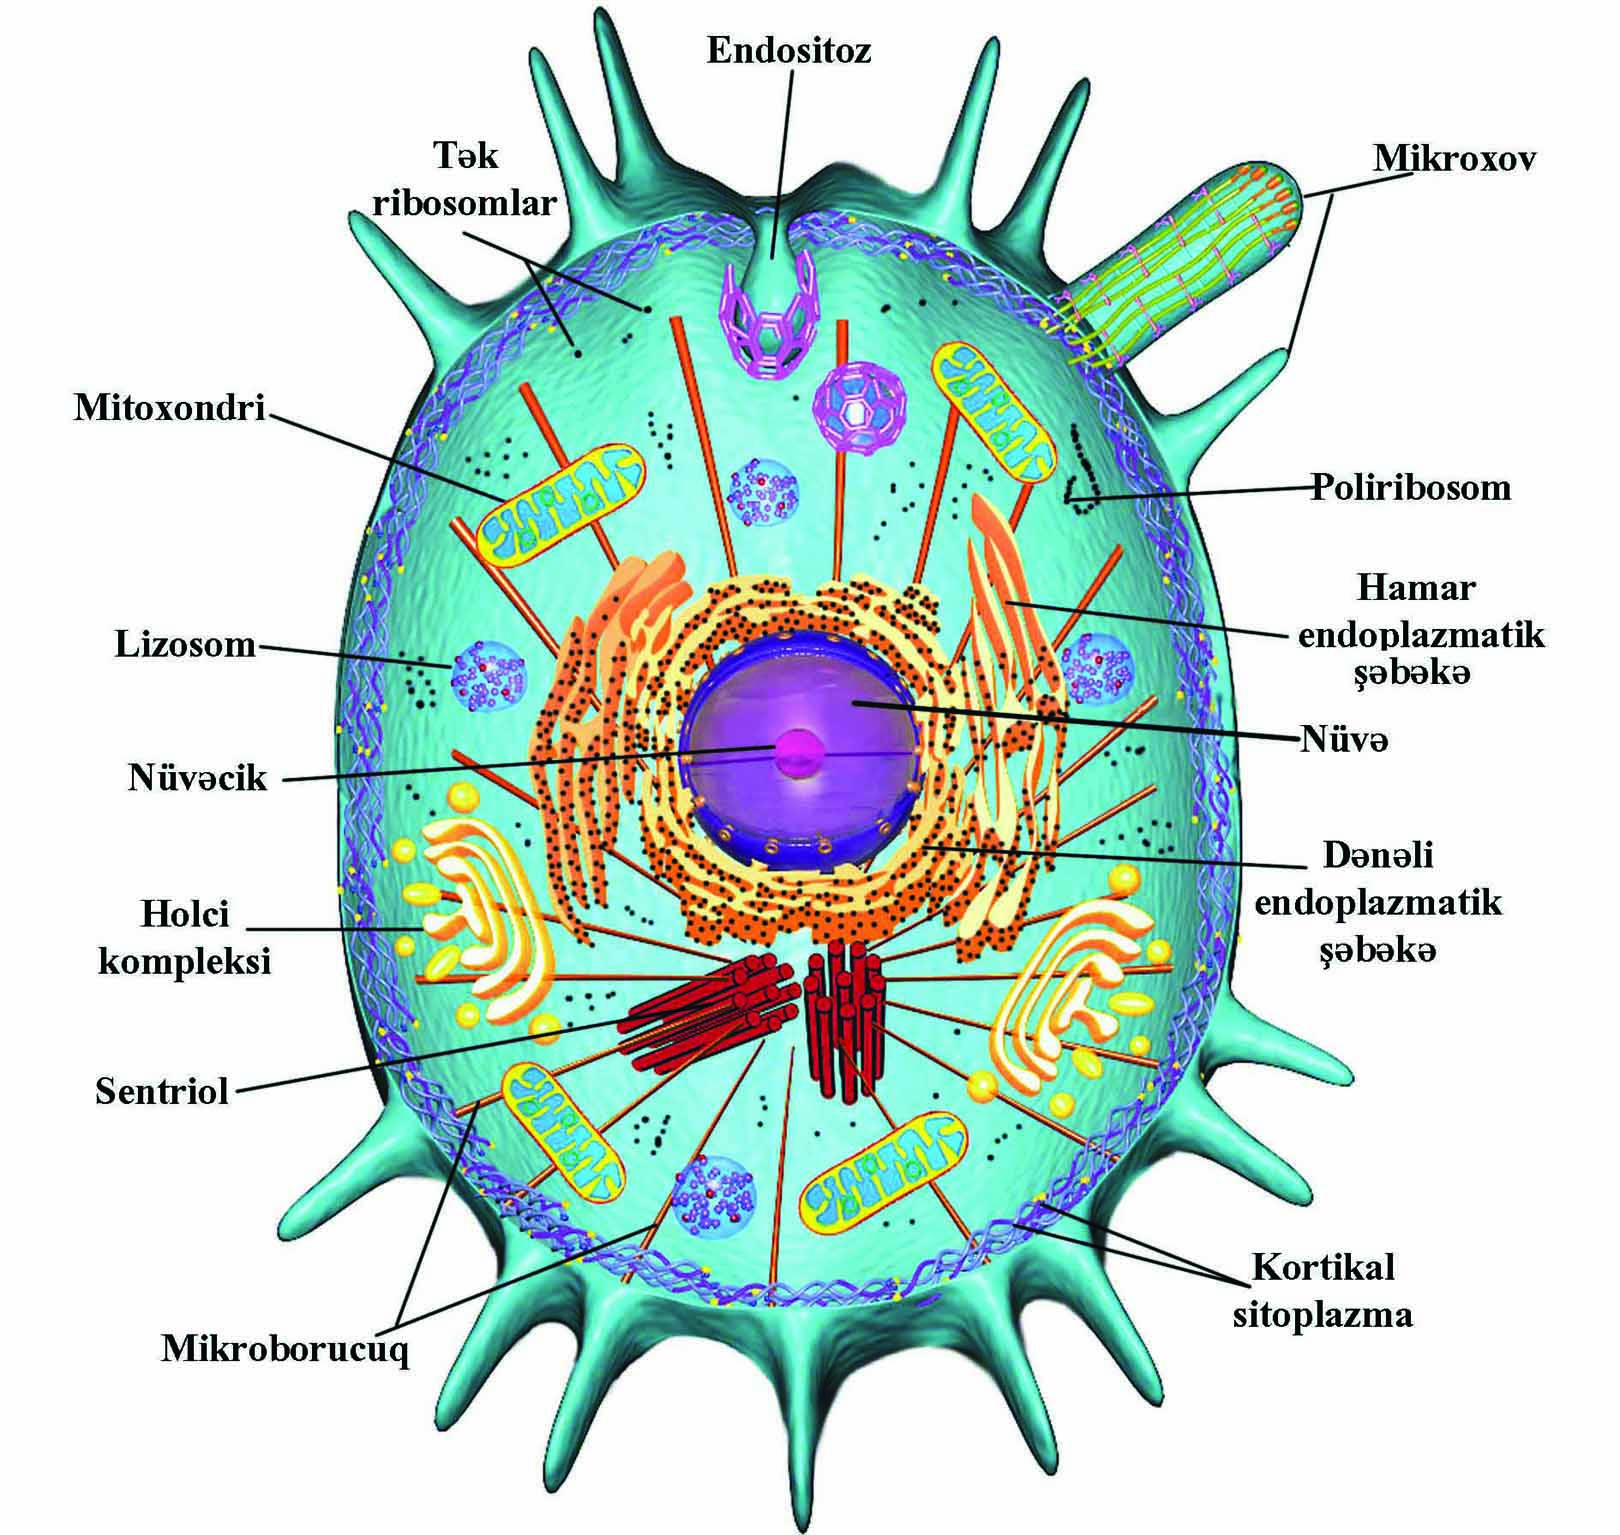 Endositoz
Tək
ribosomlar
Mikroxov
Mitoxondri
Poliribosom
Hamar
endoplazmatik
şəbəkə
Lizosom
Nüvə
Nüvəcik
Dənəli
endoplazmatik
şəbəkə
Holci
kompleksi
Sentriol
Kortikal
sitoplazma
Mikroborucuq